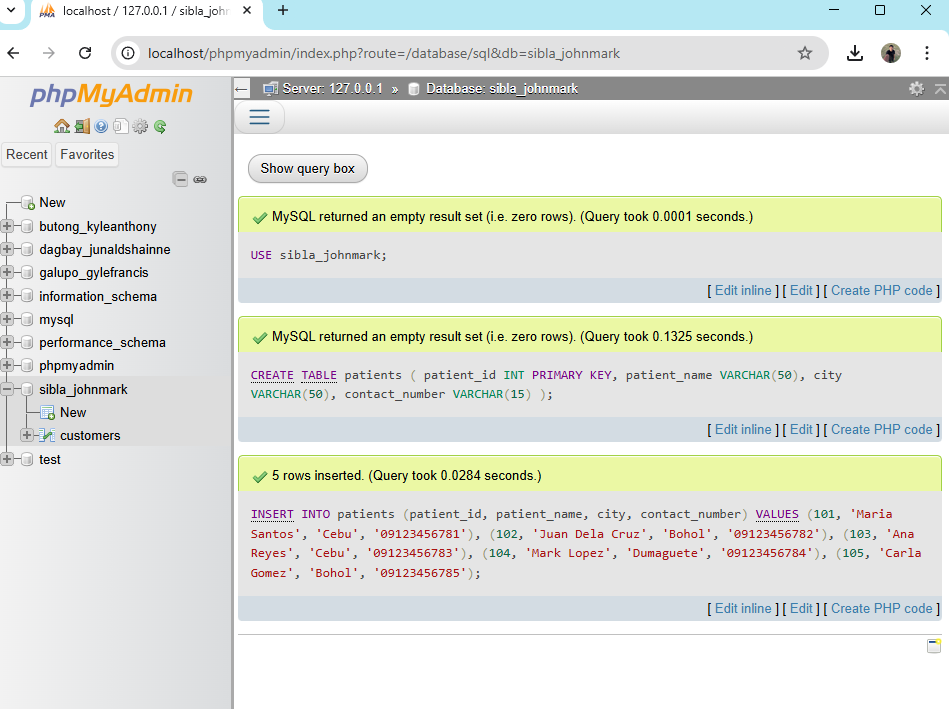 localhost / 127.0.0.1 / sibla_john
localhost/phpmyadmin/index.php?route=/database/sql&db=sibla_johnmark
phpMyAdmin
Recent Favorites
New
butong_kyleanthony
dagbay_junaldshainne
galupo_gylefrancis
information_schema
mysql
performance_schema
phpmyadmin
sibla_johnmark
New
customers
test
Server: 127.0.0.1 » Database: sibla_johnmark
Show query box
MySQL returned an empty result set (i.e. zero rows). (Query took 0.0001 seconds.)
USE sibla_johnmark;
[ Edit inline ] [ Edit ] [ Create PHP code ]
MySQL returned an empty result set (i.e. zero rows). (Query took 0.1325 seconds.)
CREATE TABLE patients ( patient_id INT PRIMARY KEY, patient_name VARCHAR(50), city
VARCHAR(50), contact_number VARCHAR(15) );
[ Edit inline ] [ Edit ] [ Create PHP code ]
5 rows inserted. (Query took 0.0284 seconds.)
INSERT INTO patients (patient_id, patient_name, city, contact_number) VALUES (101, 'Maria
Santos', 'Cebu', '09123456781'), (102, 'Juan Dela Cruz', 'Bohol', '09123456782'), (103, 'Ana
Reyes', 'Cebu', '09123456783'), (104, 'Mark Lopez', 'Dumaguete', '09123456784'), (105, 'Carla
Gomez', 'Bohol', '09123456785');
[ Edit inline ] [ Edit ] [ Create PHP code ]